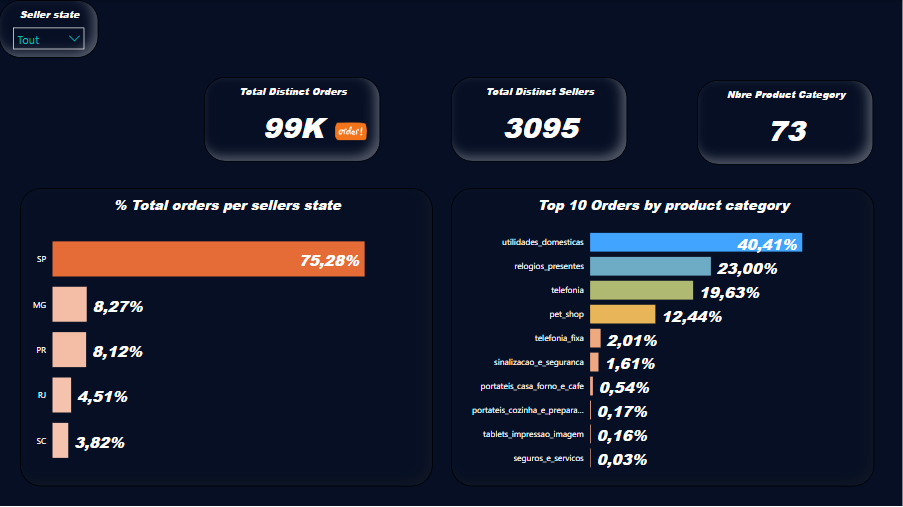 Seller state
Tout
Total Distinct Orders
99K order!
Total Distinct Sellers
3095
Nbre Product Category
73
% Total orders per sellers state
SP 75,28%
MG 8,27%
PR 8,12%
RJ 4,51%
SC 3,82%
Top 10 Orders by product category
utilidades_domesticas 40,41%
relogios_presentes 23,00%
telefonia 19,63%
pet_shop 12,44%
telefonia_fixa 2,01%
sinalizacao_e_seguranca 1,61%
portateis_casa_forno_e_cafe 0,54%
portateis_cozinha_e_prepara... 0,17%
tablets_impressao_imagem 0,16%
seguros_e_servicos 0,03%